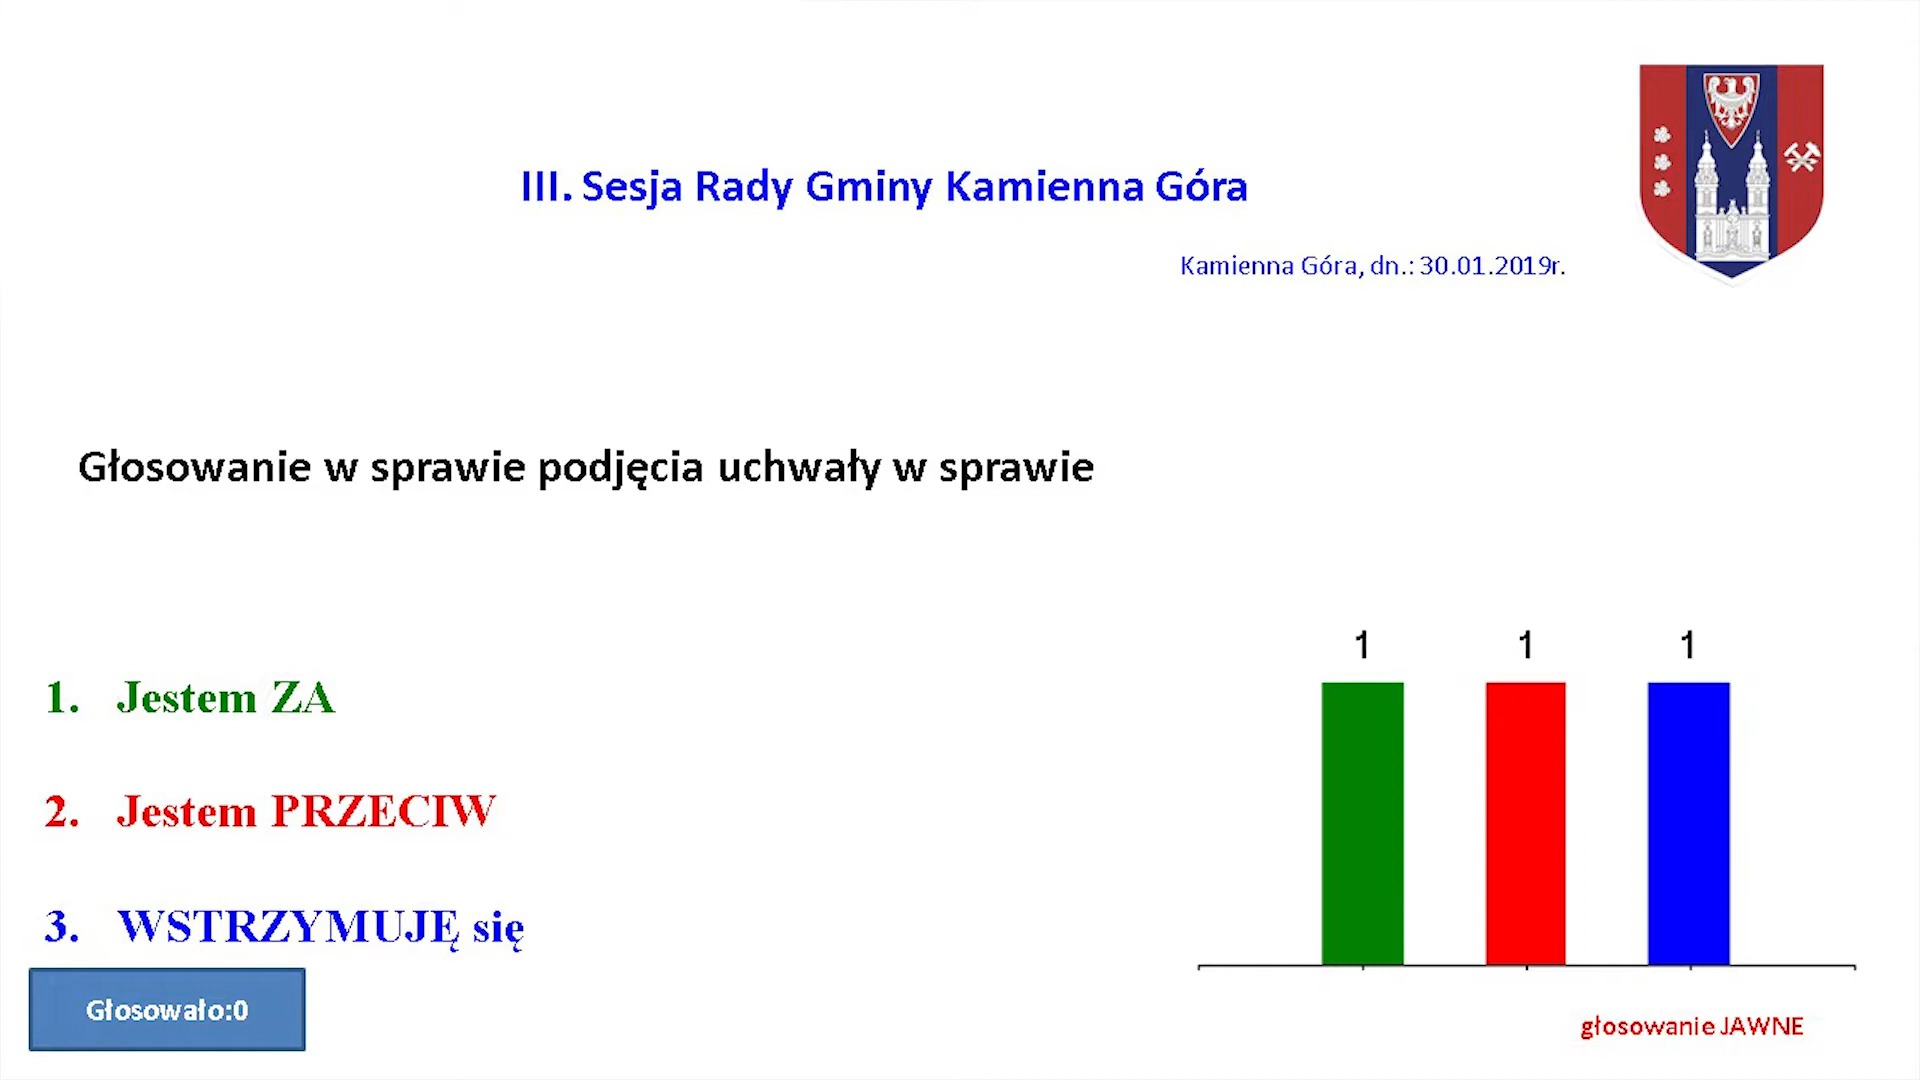 III. Sesja Rady Gminy Kamienna Góra
Kamienna Góra, dn.: 30.01.2019r.
Głosowanie w sprawie podjęcia uchwały w sprawie
1. Jestem ZA
2. Jestem PRZECIW
3. WSTRZYMUJĘ się
1 1 1
Głosowało:0
głosowanie JAWNE